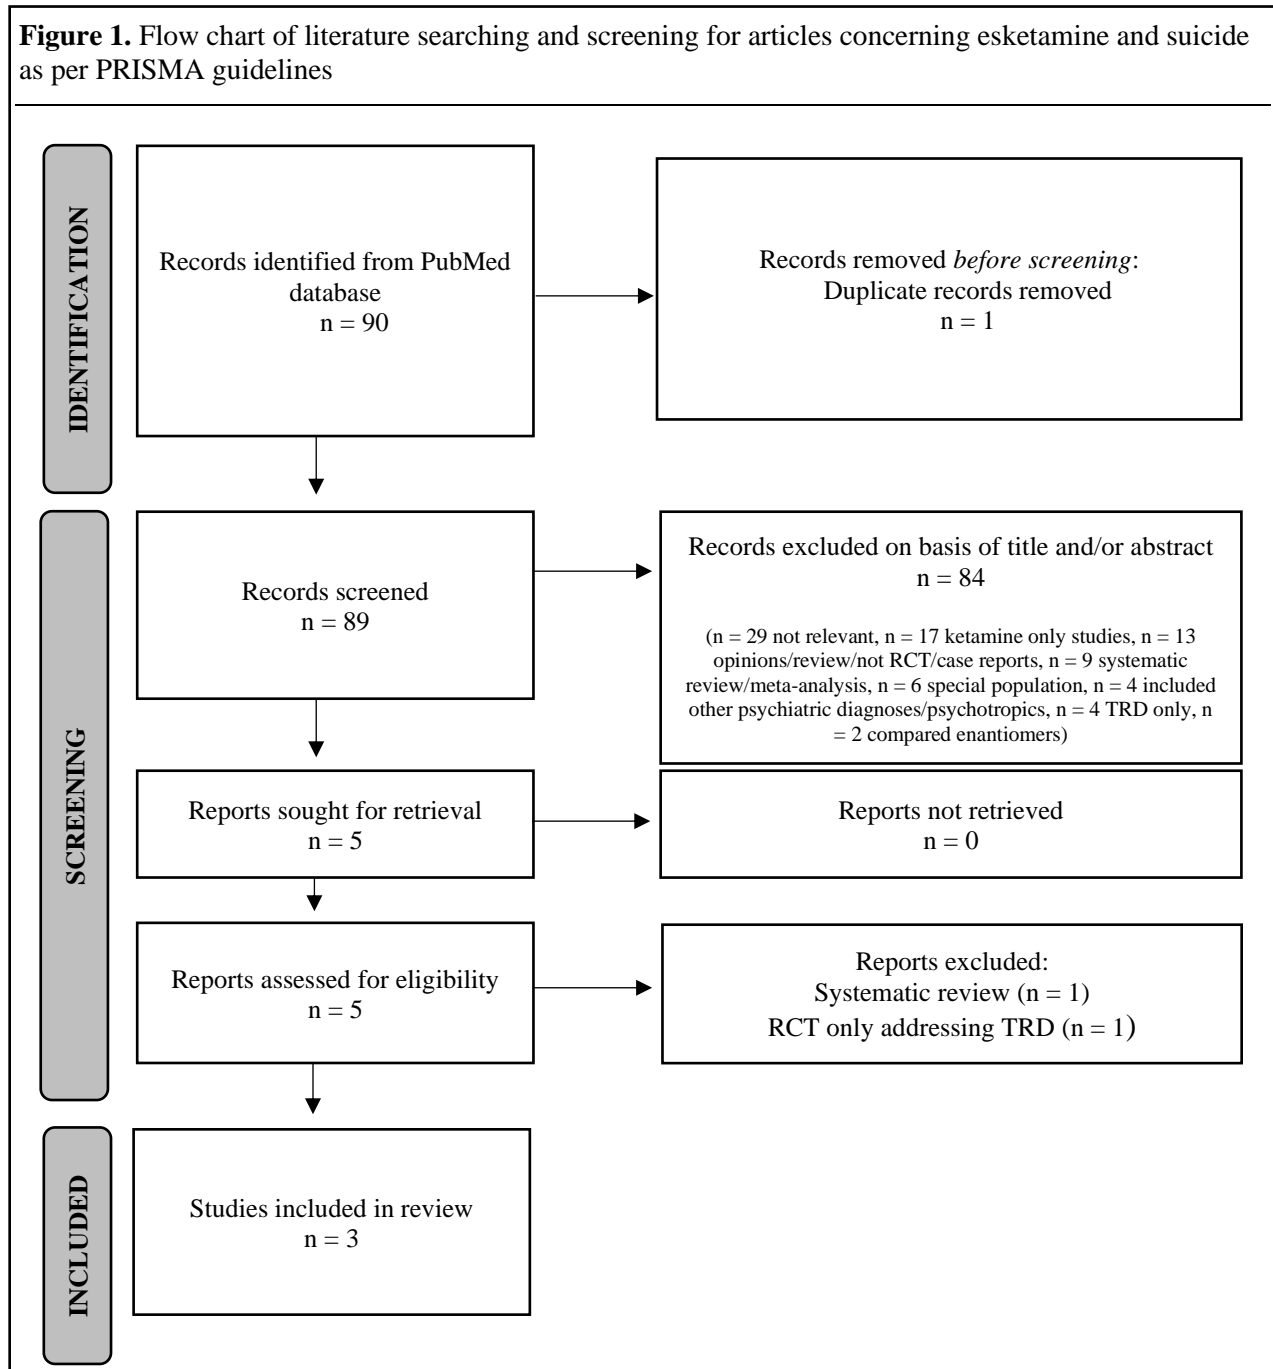 Figure 1. Flow chart of literature searching and screening for articles concerning esketamine and suicide
as per PRISMA guidelines
IDENTIFICATION
Records identified from PubMed
database
n = 90
Records removed before screening:
Duplicate records removed
n = 1
SCREENING
Records screened
n = 89
Records excluded on basis of title and/or abstract
n = 84
(n = 29 not relevant, n = 17 ketamine only studies, n = 13
opinions/review/not RCT/case reports, n = 9 systematic
review/meta-analysis, n = 6 special population, n = 4 included
other psychiatric diagnoses/psychotropics, n = 4 TRD only, n
= 2 compared enantiomers)
Reports sought for retrieval
n = 5
Reports not retrieved
n = 0
Reports assessed for eligibility
n = 5
Reports excluded:
Systematic review (n = 1)
RCT only addressing TRD (n = 1)
INCLUDED
Studies included in review
n = 3